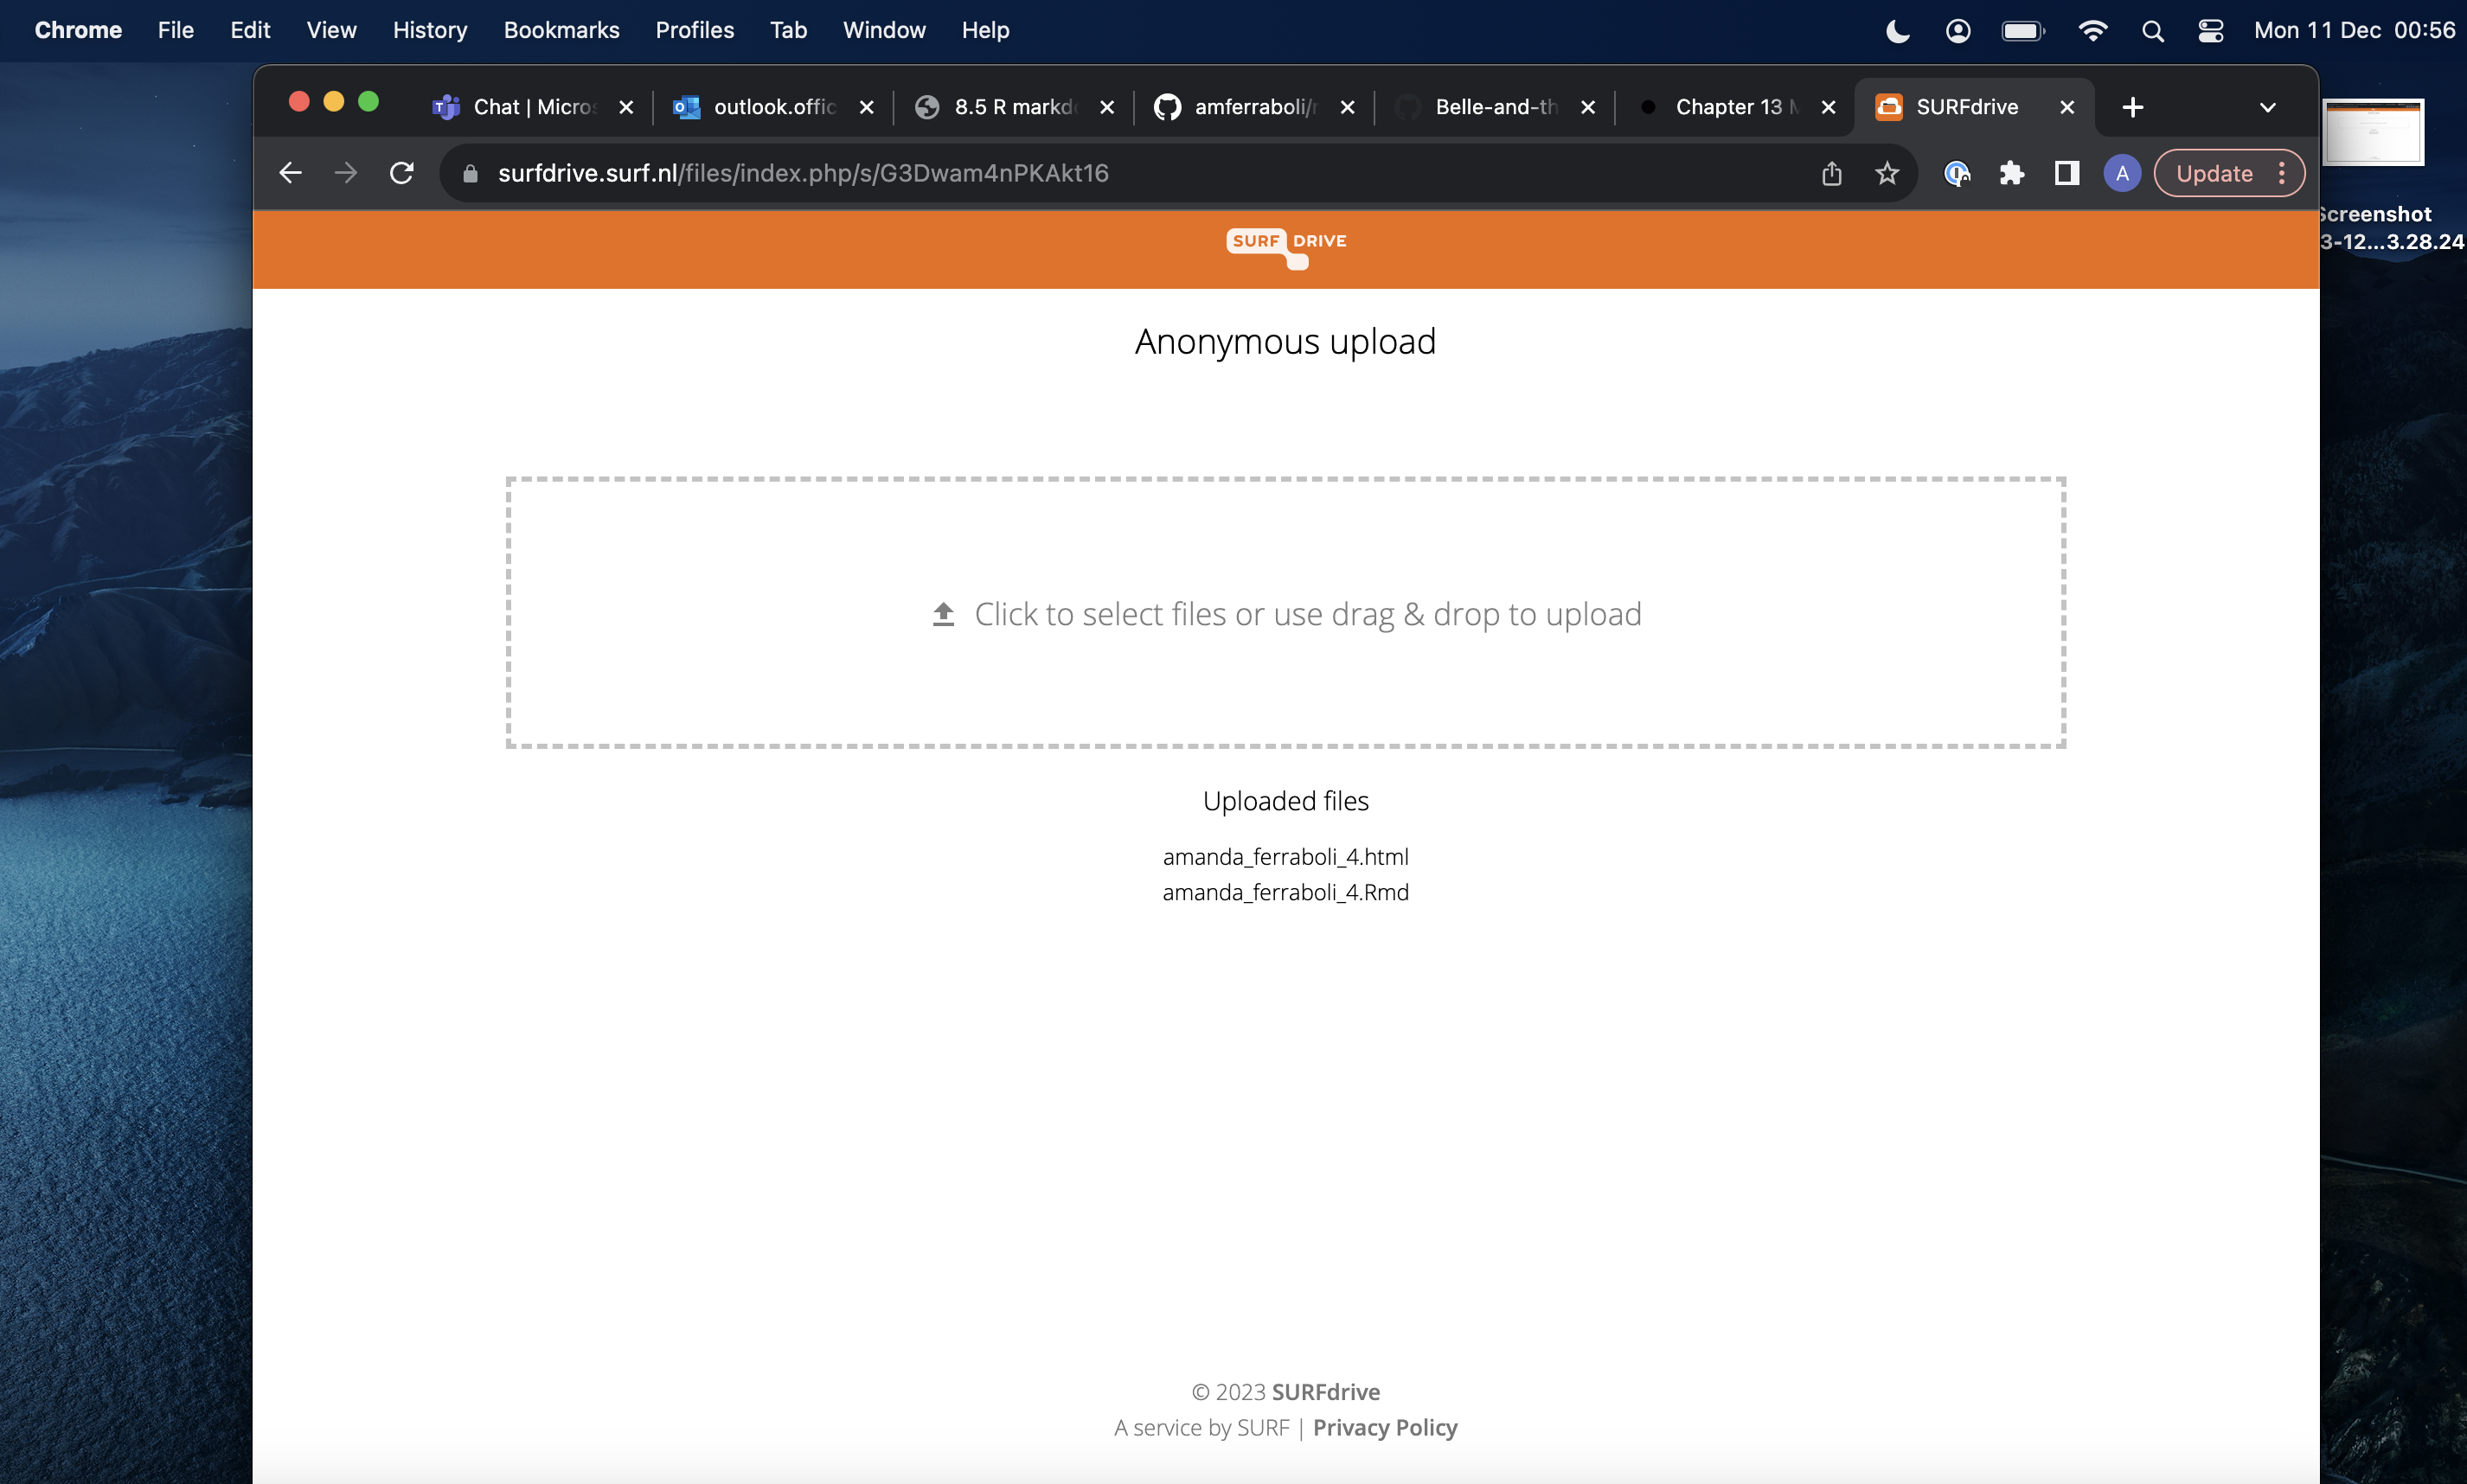 Chrome File Edit View History Bookmarks Profiles Tab Window Help Mon 11 Dec 00:56
Chat | Micros outlook.offic 8.5 R markd amferraboli/r Belle-and-th Chapter 13 M SURFdrive
surfdrive.surf.nl/files/index.php/s/G3Dwam4nPKAkt16 A Update
Screenshot
3-12...3.28.24
SURF DRIVE
Anonymous upload
Click to select files or use drag & drop to upload
Uploaded files
amanda_ferraboli_4.html
amanda_ferraboli_4.Rmd
© 2023 SURFdrive
A service by SURF | Privacy Policy